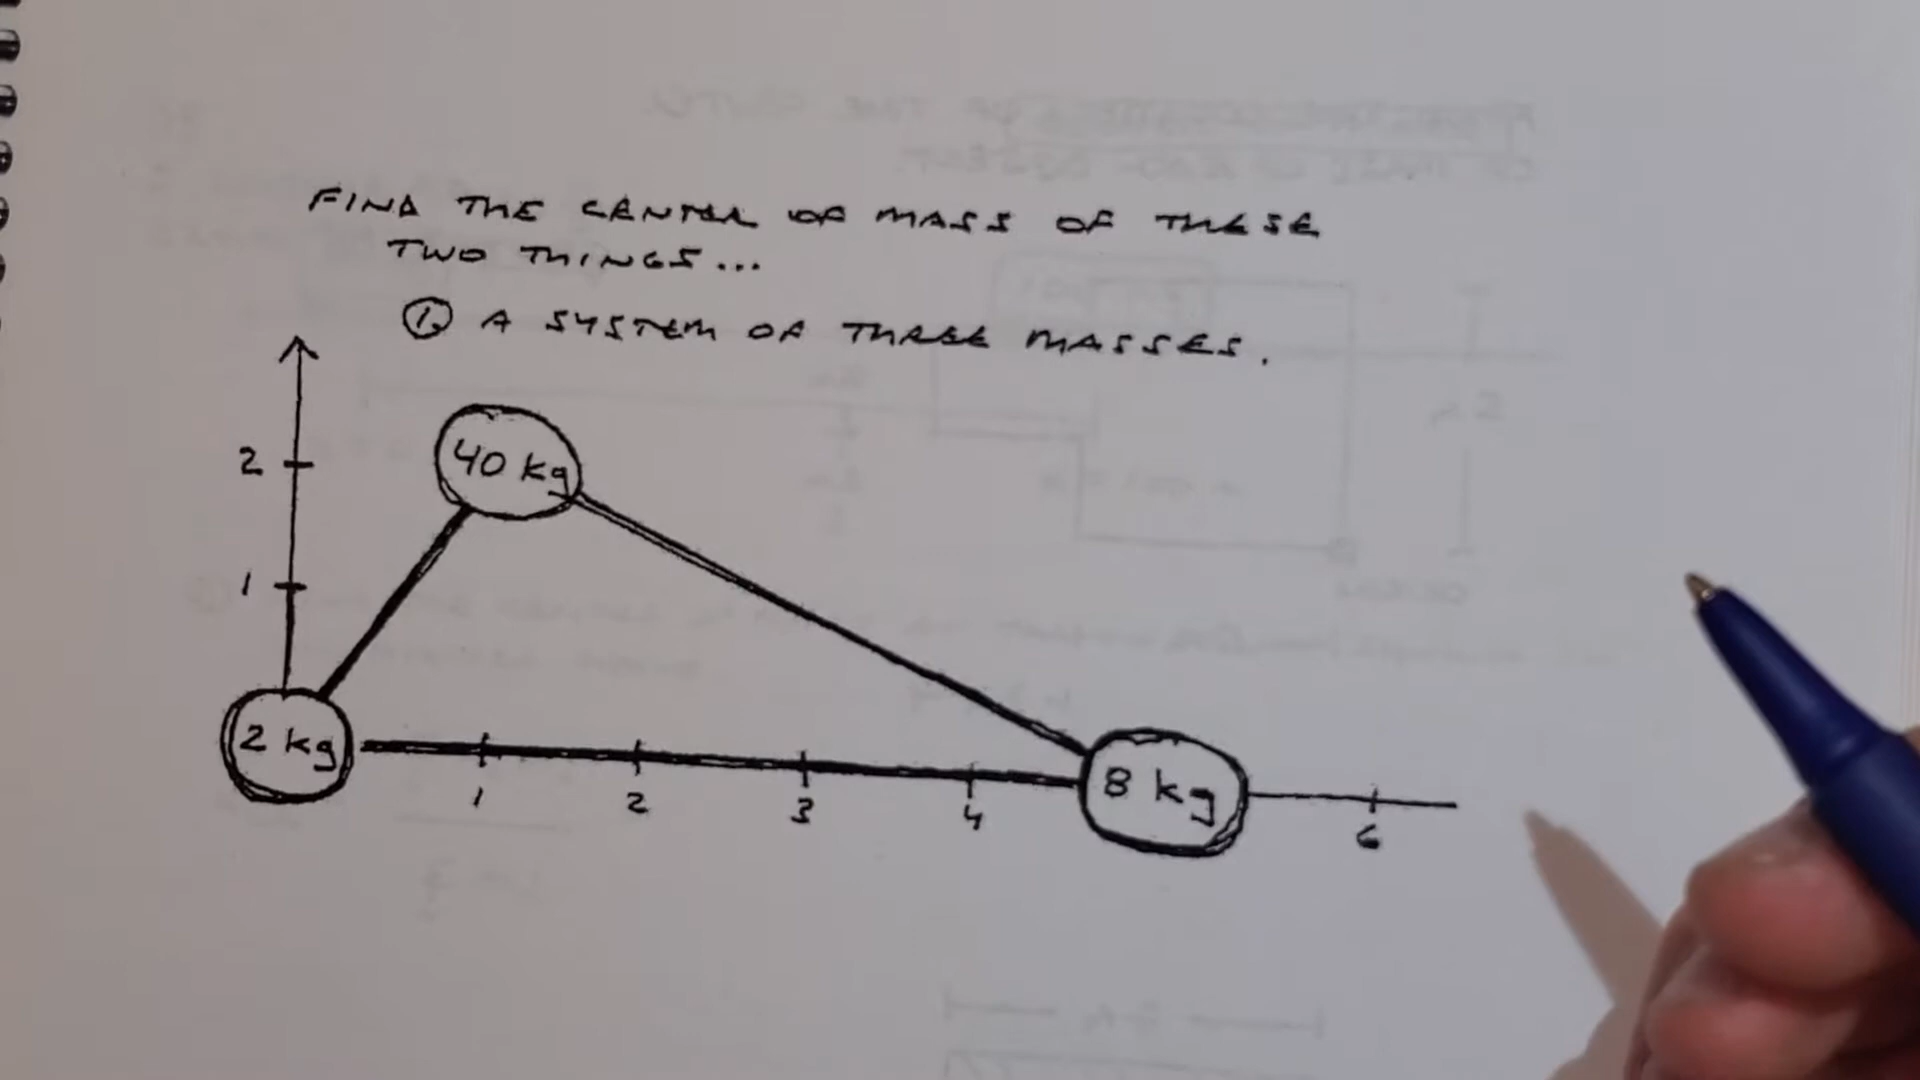 FIND THE CENTER OF MASS OF THESE
TWO THINGS...
1. A SYSTEM OF THREE MASSES.
2
40 kg
1
2 kg
8 kg
1 2 3 4 6